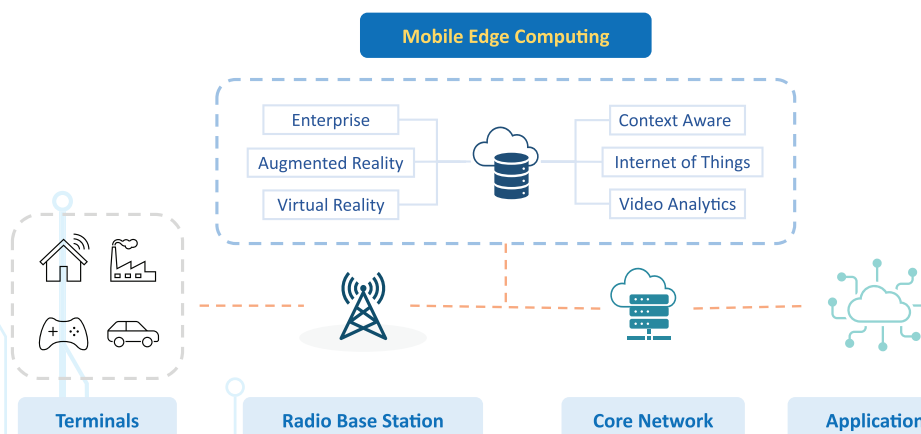 Mobile Edge Computing
Enterprise
Augmented Reality
Virtual Reality
Context Aware
Internet of Things
Video Analytics
Terminals
Radio Base Station
Core Network
Application